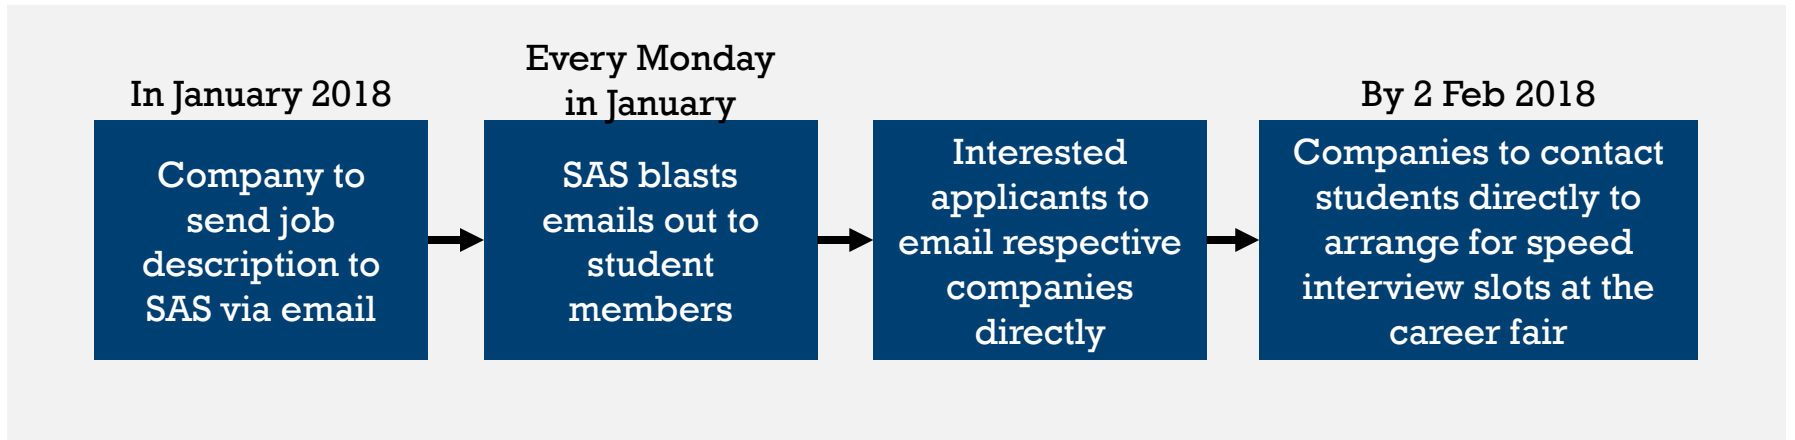 In January 2018
Company to
send job
description to
SAS via email
Every Monday
in January
SAS blasts
emails out to
student
members
Interested
applicants to
email respective
companies
directly
By 2 Feb 2018
Companies to contact
students directly to
arrange for speed
interview slots at the
career fair